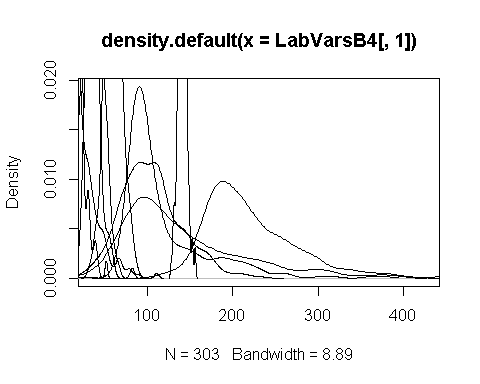 density.default(x = LabVarsB4[, 1])
Density
0.020
0.010
0.000
100 200 300 400
N = 303 Bandwidth = 8.89